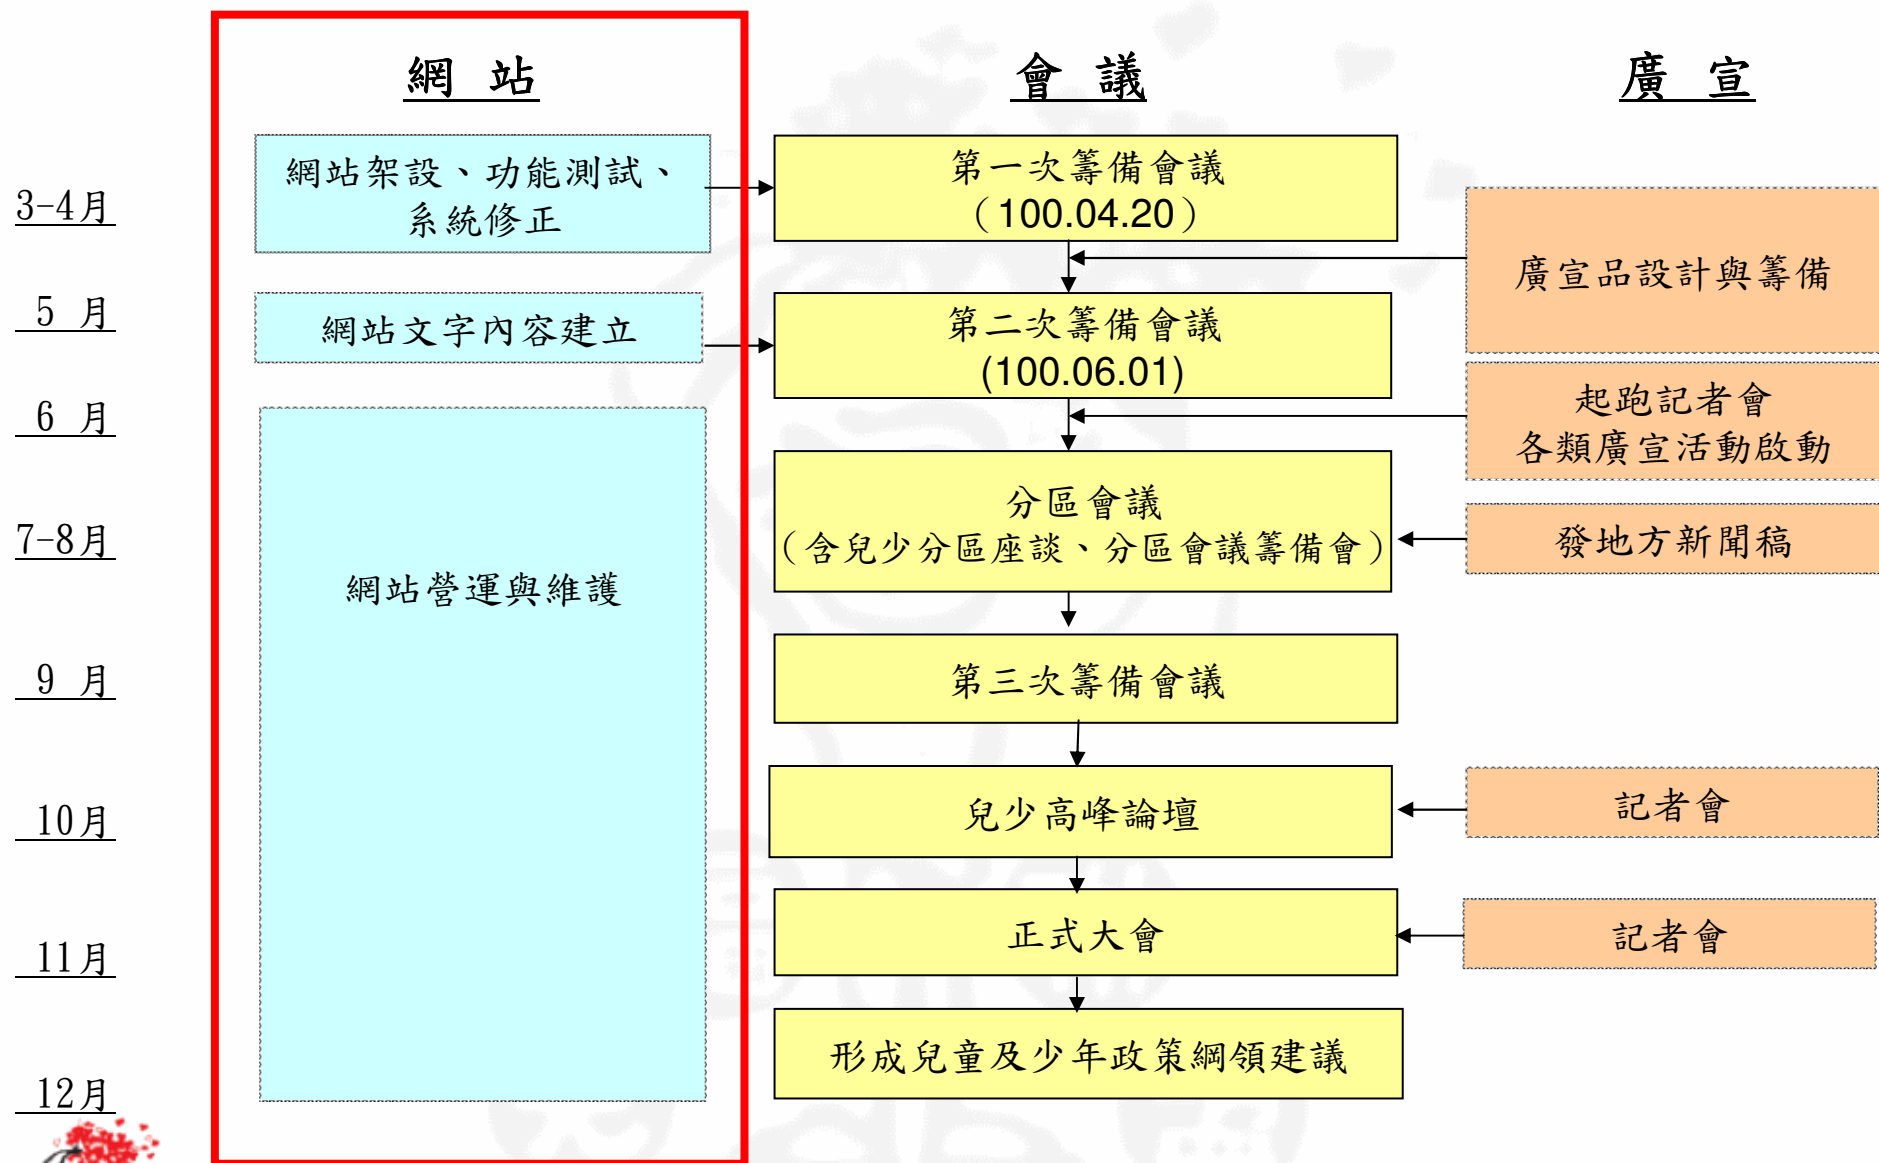 網 站
會 議
廣 宣
3-4月
網站架設、功能測試、
系統修正
第一次籌備會議
（100.04.20）
廣宣品設計與籌備
5 月
網站文字內容建立
第二次籌備會議
(100.06.01)
6 月
起跑記者會
各類廣宣活動啟動
7-8月
分區會議
（含兒少分區座談、分區會議籌備會）
發地方新聞稿
網站營運與維護
9 月
第三次籌備會議
10月
兒少高峰論壇
記者會
11月
正式大會
記者會
12月
形成兒童及少年政策綱領建議